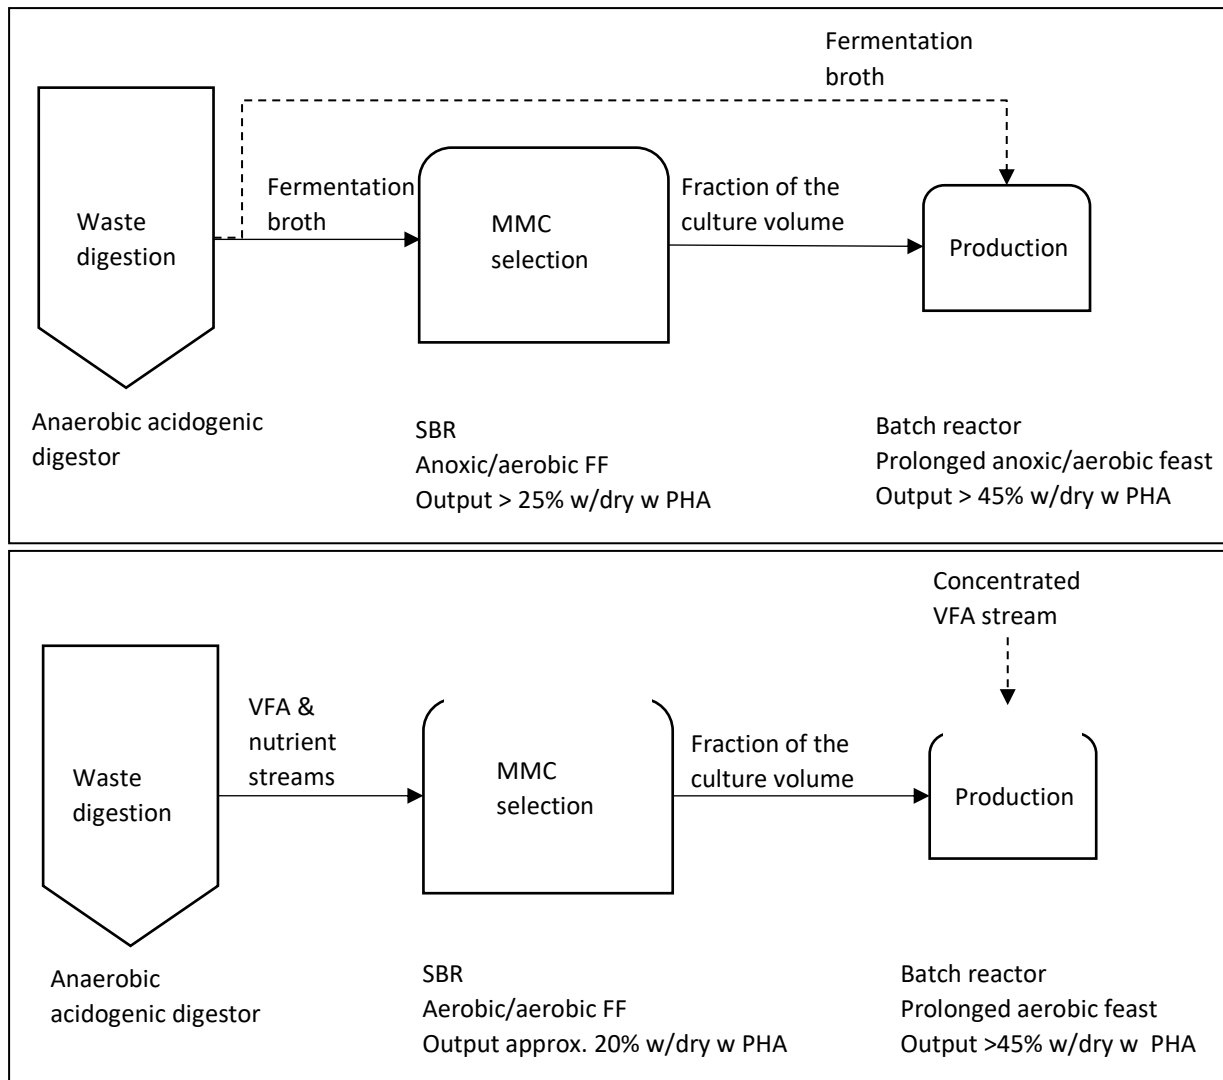 Fermentation
broth
Waste
digestion
Fermentation
broth
MMC
selection
Fraction of the
culture volume
Production
Anaerobic acidogenic
digestor
SBR
Anoxic/aerobic FF
Output > 25% w/dry w PHA
Batch reactor
Prolonged anoxic/aerobic feast
Output > 45% w/dry w PHA
Concentrated
VFA stream
Waste
digestion
VFA &
nutrient
streams
MMC
selection
Fraction of the
culture volume
Production
Anaerobic
acidogenic digestor
SBR
Aerobic/aerobic FF
Output approx. 20% w/dry w PHA
Batch reactor
Prolonged aerobic feast
Output >45% w/dry w  PHA